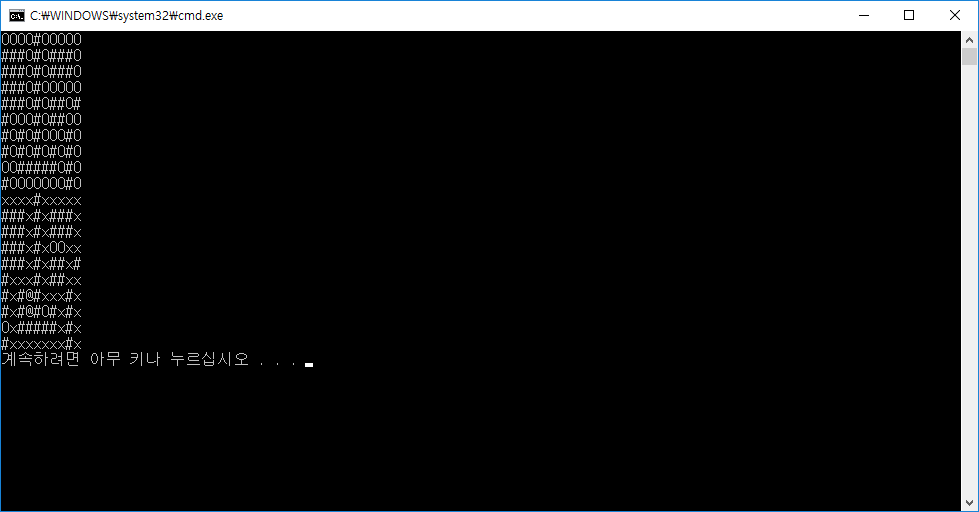 C:₩WINDOWS₩system32₩cmd.exe
0000#00000
###0#0###0
###0#0###0
###0#00000
###0#0##0#
#000#0##00
#0#0#000#0
#0#0#0#0#0
00#####0#0
#0000000#0
xxxx#xxxxx
###x#x###x
###x#x###x
###x#x00xx
###x#x##x#
#xxx#x##xx
#x#@#xxx#x
#x#@#0#x#x
0x#####x#x
#xxxxxxx#x
계속하려면 아무 키나 누르십시오 . . .